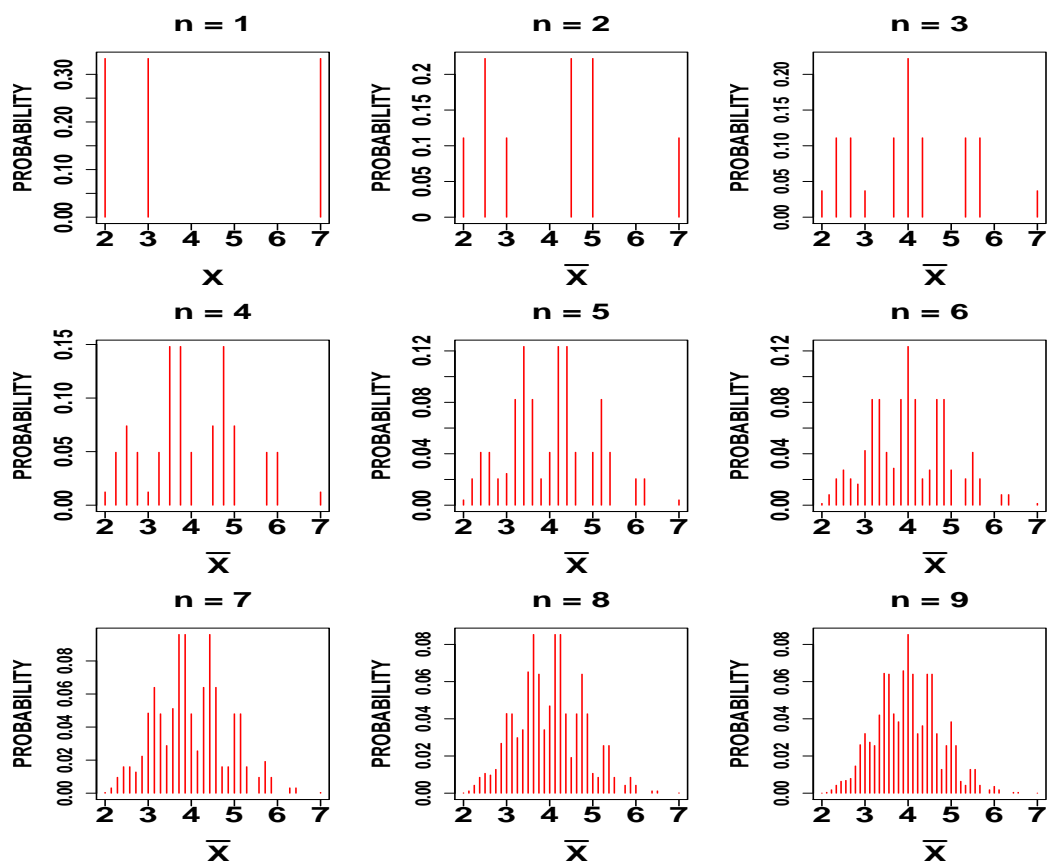 n = 1
PROBABILITY
0.00 0.10 0.20 0.30
2 3 4 5 6 7
X
n = 2
PROBABILITY
0 0.05 0.1 0.15 0.2
2 3 4 5 6 7
X̅
n = 3
PROBABILITY
0.00 0.05 0.10 0.15 0.20
2 3 4 5 6 7
X̅
n = 4
PROBABILITY
0.00 0.05 0.10 0.15
2 3 4 5 6 7
X̅
n = 5
PROBABILITY
0.00 0.04 0.08 0.12
2 3 4 5 6 7
X̅
n = 6
PROBABILITY
0.00 0.04 0.08 0.12
2 3 4 5 6 7
X̅
n = 7
PROBABILITY
0.00 0.02 0.04 0.06 0.08
2 3 4 5 6 7
X̅
n = 8
PROBABILITY
0.00 0.02 0.04 0.06 0.08
2 3 4 5 6 7
X̅
n = 9
PROBABILITY
0.00 0.02 0.04 0.06 0.08
2 3 4 5 6 7
X̅